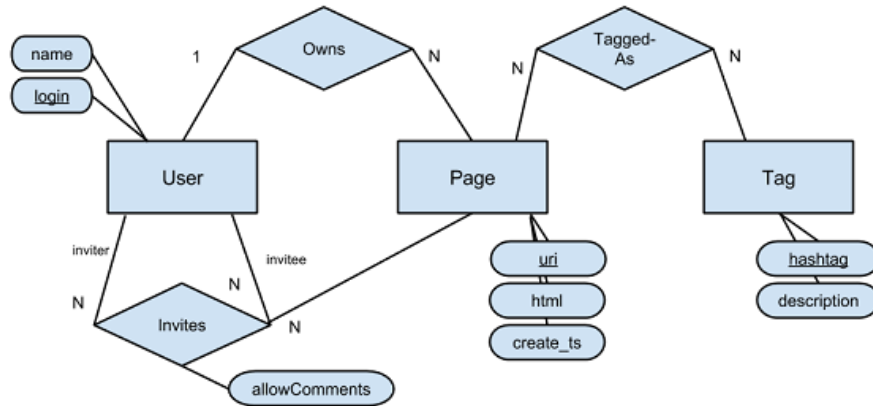 name
login
1
Owns
N
N
Tagged-
As
N
User
Page
Tag
inviter
invitee
N
N
Invites
N
allowComments
uri
html
create_ts
hashtag
description